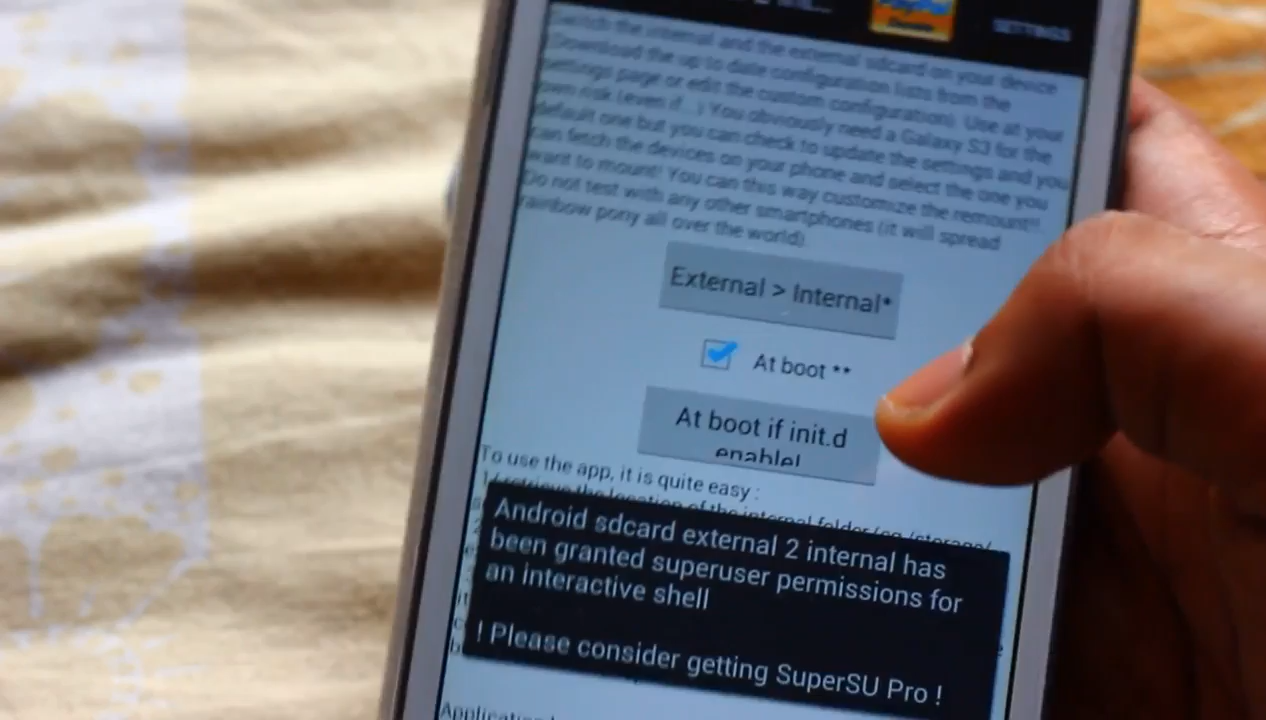 PayPal
SETTINGS
Switch the internal and the external sdcard on your device
(Download the up to date configuration lists from the
settings page or edit the custom configuration). Use at your
own risk (even if...) You obviously need a Galaxy S3 for the
default one but you can check to update the settings and you
can fetch the devices on your phone and select the one you
want to mount! You can this way customize the remount!!
Do not test with any other smartphones (it will spread
rainbow pony all over the world).
External > Internal*
At boot **
At boot if init.d
enable!
To use the app, it is quite easy :
1/ retrieve the location of the internal folder (eg /storage/
Android sdcard external 2 internal has
been granted superuser permissions for
an interactive shell
! Please consider getting SuperSU Pro !